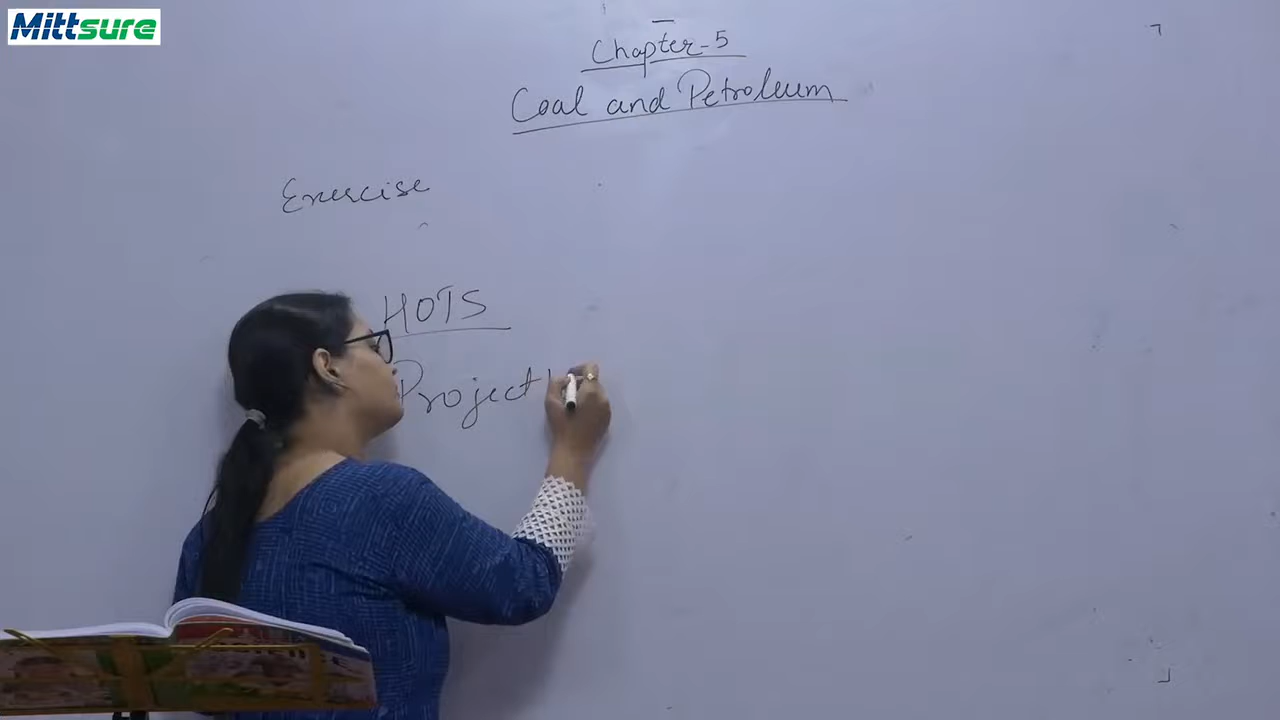 Mittsure
Chapter-5
Coal and Petroleum
Exercise
HOTS
Project